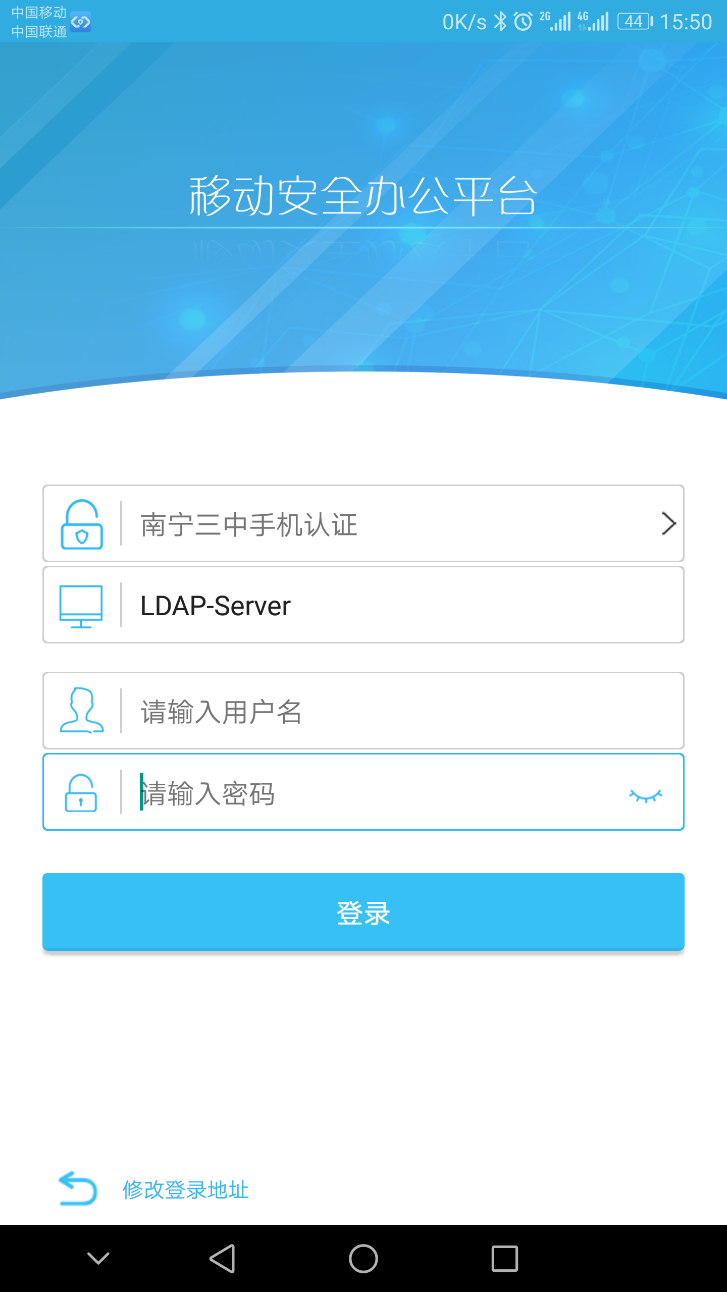 中国移动
中国联通
0K/s 2G 4G 44 15:50
移动安全办公平台
南宁三中手机认证
LDAP-Server
请输入用户名
请输入密码
登录
修改登录地址